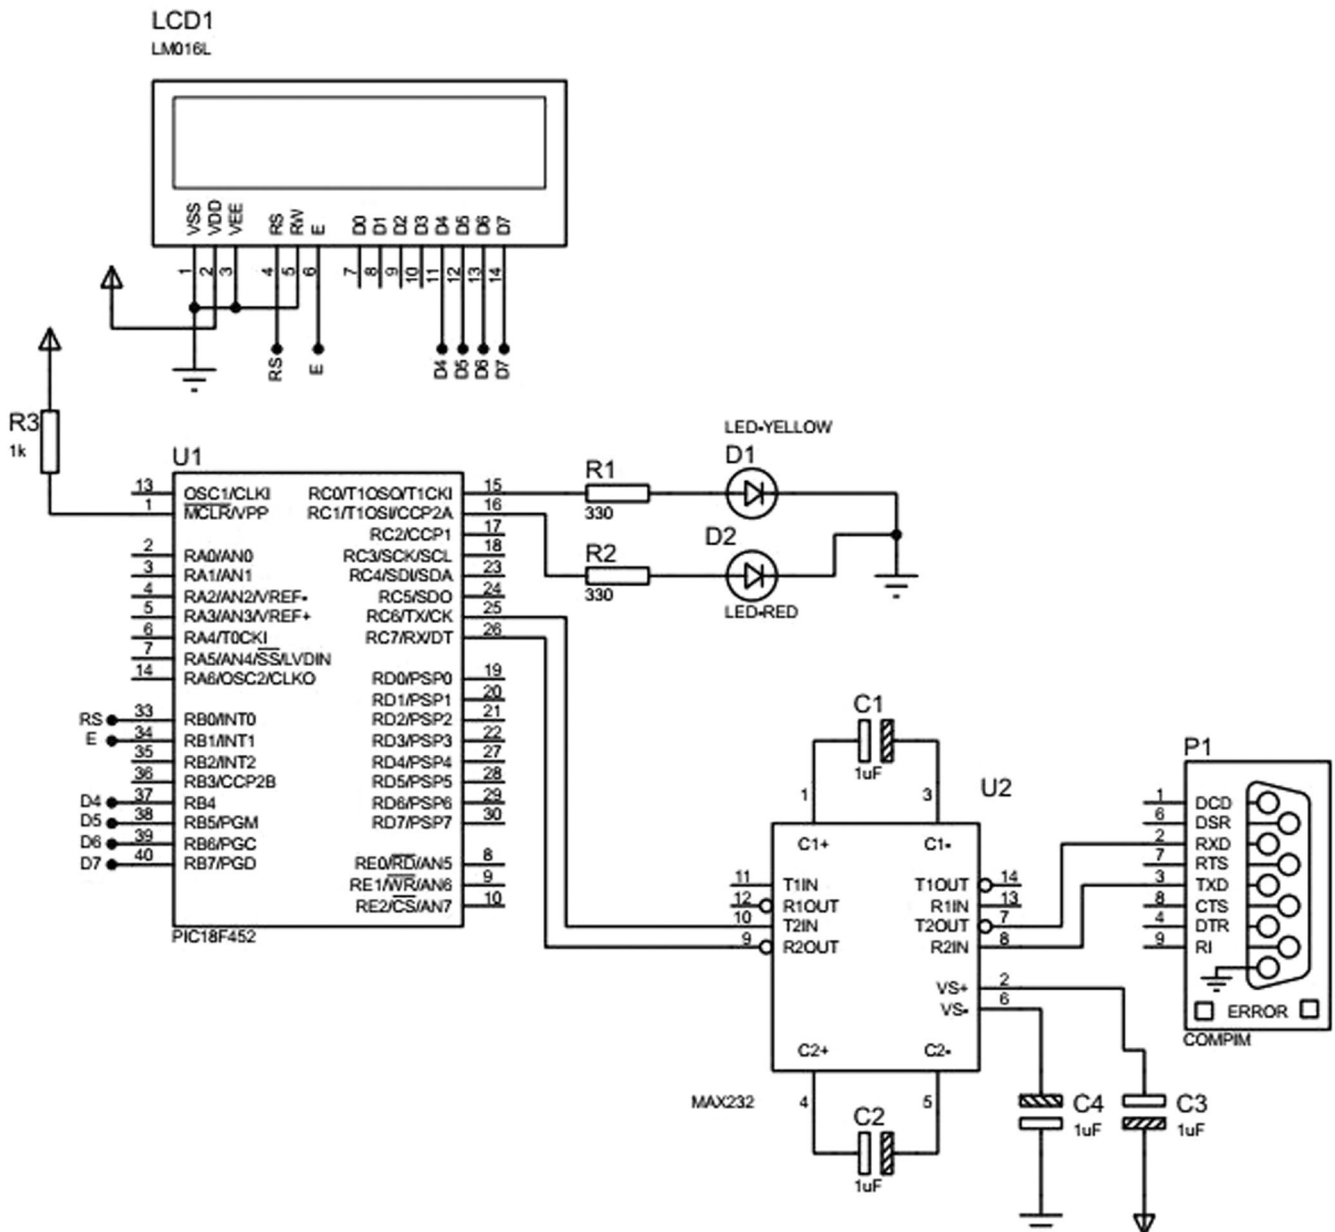 LCD1
LM016L
VSS VDD VEE RS RW E D0 D1 D2 D3 D4 D5 D6 D7
1 2 3 4 5 6 7 8 9 10 11 12 13 14
RS E D4 D5 D6 D7
R3
1k
U1
13 OSC1/CLKI RC0/T1OSO/T1CKI 15
1 MCLR/VPP RC1/T1OSI/CCP2A 16
RC2/CCP1 17
2 RA0/AN0 RC3/SCK/SCL 18
3 RA1/AN1 RC4/SDI/SDA 23
4 RA2/AN2/VREF- RC5/SDO 24
5 RA3/AN3/VREF+ RC6/TX/CK 25
6 RA4/T0CKI RC7/RX/DT 26
7 RA5/AN4/SS/LVDIN
14 RA6/OSC2/CLKO RD0/PSP0 19
RD1/PSP1 20
RS 33 RB0/INT0 RD2/PSP2 21
E 34 RB1/INT1 RD3/PSP3 22
35 RB2/INT2 RD4/PSP4 27
36 RB3/CCP2B RD5/PSP5 28
D4 37 RB4 RD6/PSP6 29
D5 38 RB5/PGM RD7/PSP7 30
D6 39 RB6/PGC
D7 40 RB7/PGD RE0/RD/AN5 8
RE1/WR/AN6 9
RE2/CS/AN7 10
PIC18F452
LED-YELLOW
R1 D1
330
R2 D2
330
LED-RED
C1
1uF
1 3
U2
C1+ C1-
11 T1IN T1OUT 14
12 R1OUT R1IN 13
10 T2IN T2OUT 7
9 R2OUT R2IN 8
VS+ 2
VS- 6
C2+ C2-
MAX232
4 5
C2
1uF
C4
1uF
C3
1uF
P1
1 DCD
6 DSR
2 RXD
7 RTS
3 TXD
8 CTS
4 DTR
9 RI
ERROR
COMPIM